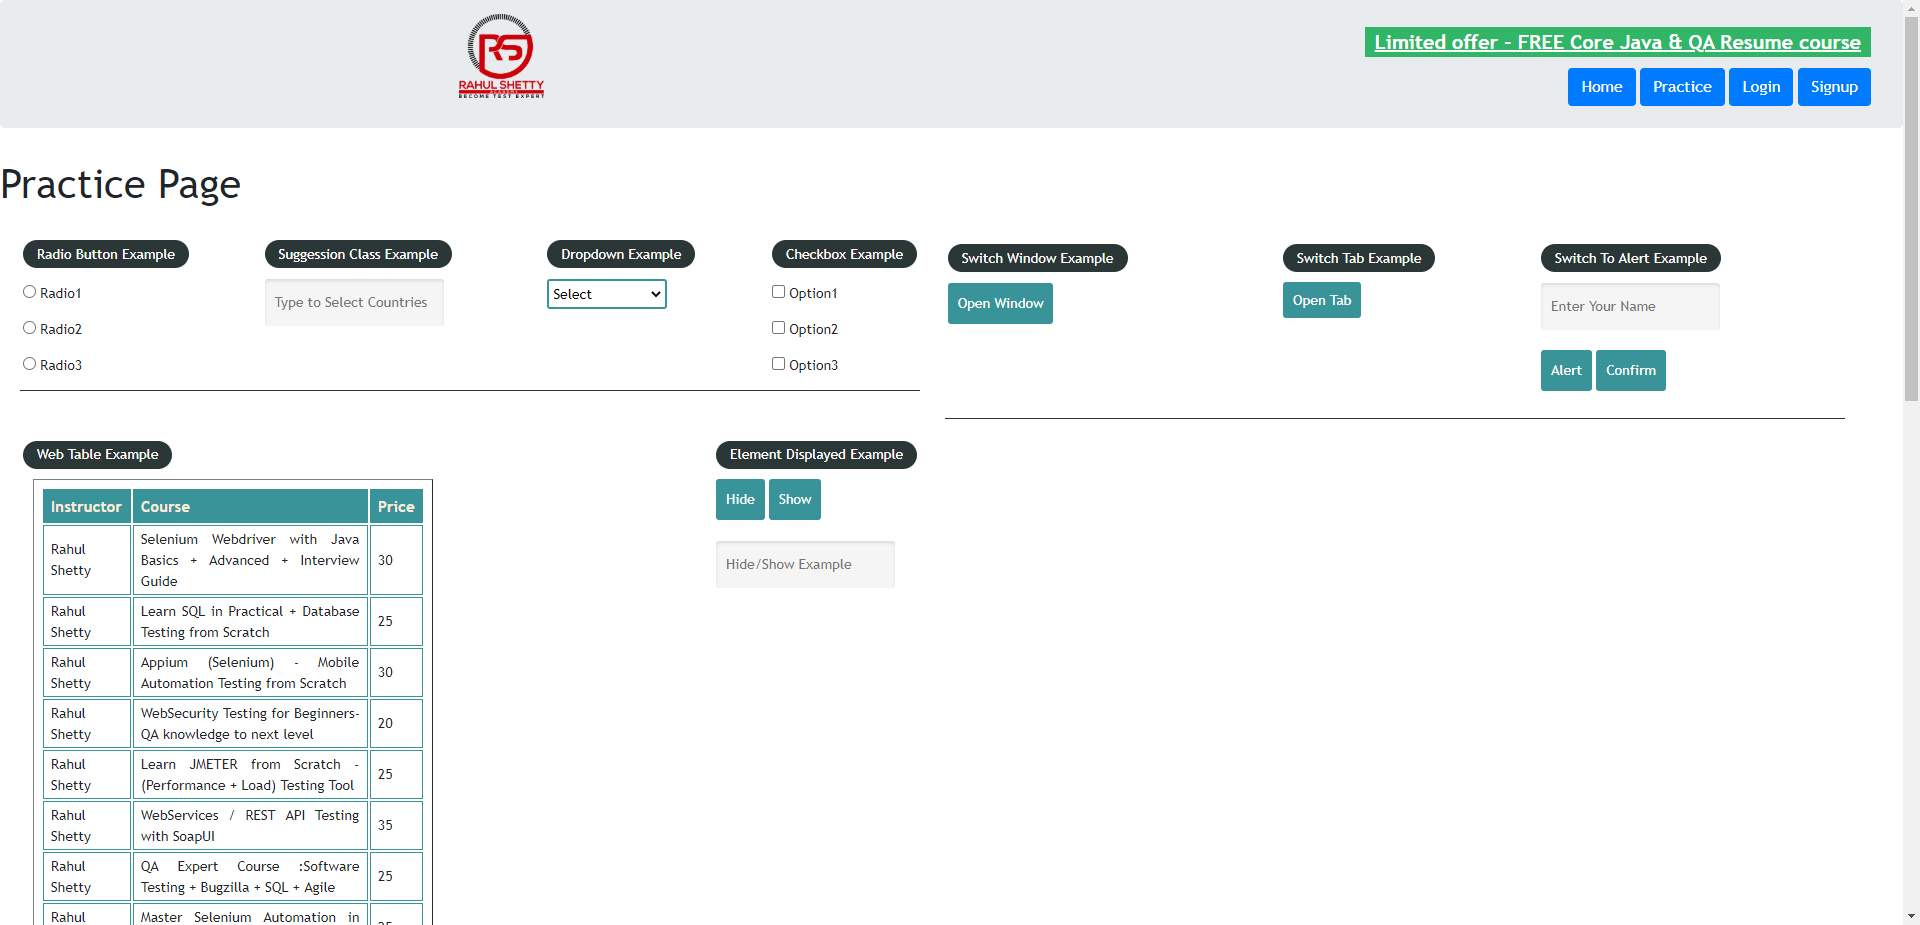 RAHUL SHETTY
ACADEMY
BECOME TEST EXPERT
Limited offer - FREE Core Java & QA Resume course
Home Practice Login Signup
Practice Page
Radio Button Example
Radio1
Radio2
Radio3
Suggession Class Example
Type to Select Countries
Dropdown Example
Select
Checkbox Example
Option1
Option2
Option3
Switch Window Example
Open Window
Switch Tab Example
Open Tab
Switch To Alert Example
Enter Your Name
Alert Confirm
Web Table Example
Instructor Course Price
Rahul Shetty Selenium Webdriver with Java Basics + Advanced + Interview Guide 30
Rahul Shetty Learn SQL in Practical + Database Testing from Scratch 25
Rahul Shetty Appium (Selenium) - Mobile Automation Testing from Scratch 30
Rahul Shetty WebSecurity Testing for Beginners-QA knowledge to next level 20
Rahul Shetty Learn JMETER from Scratch - (Performance + Load) Testing Tool 25
Rahul Shetty WebServices / REST API Testing with SoapUI 35
Rahul Shetty QA Expert Course :Software Testing + Bugzilla + SQL + Agile 25
Rahul Master Selenium Automation in
Element Displayed Example
Hide Show
Hide/Show Example